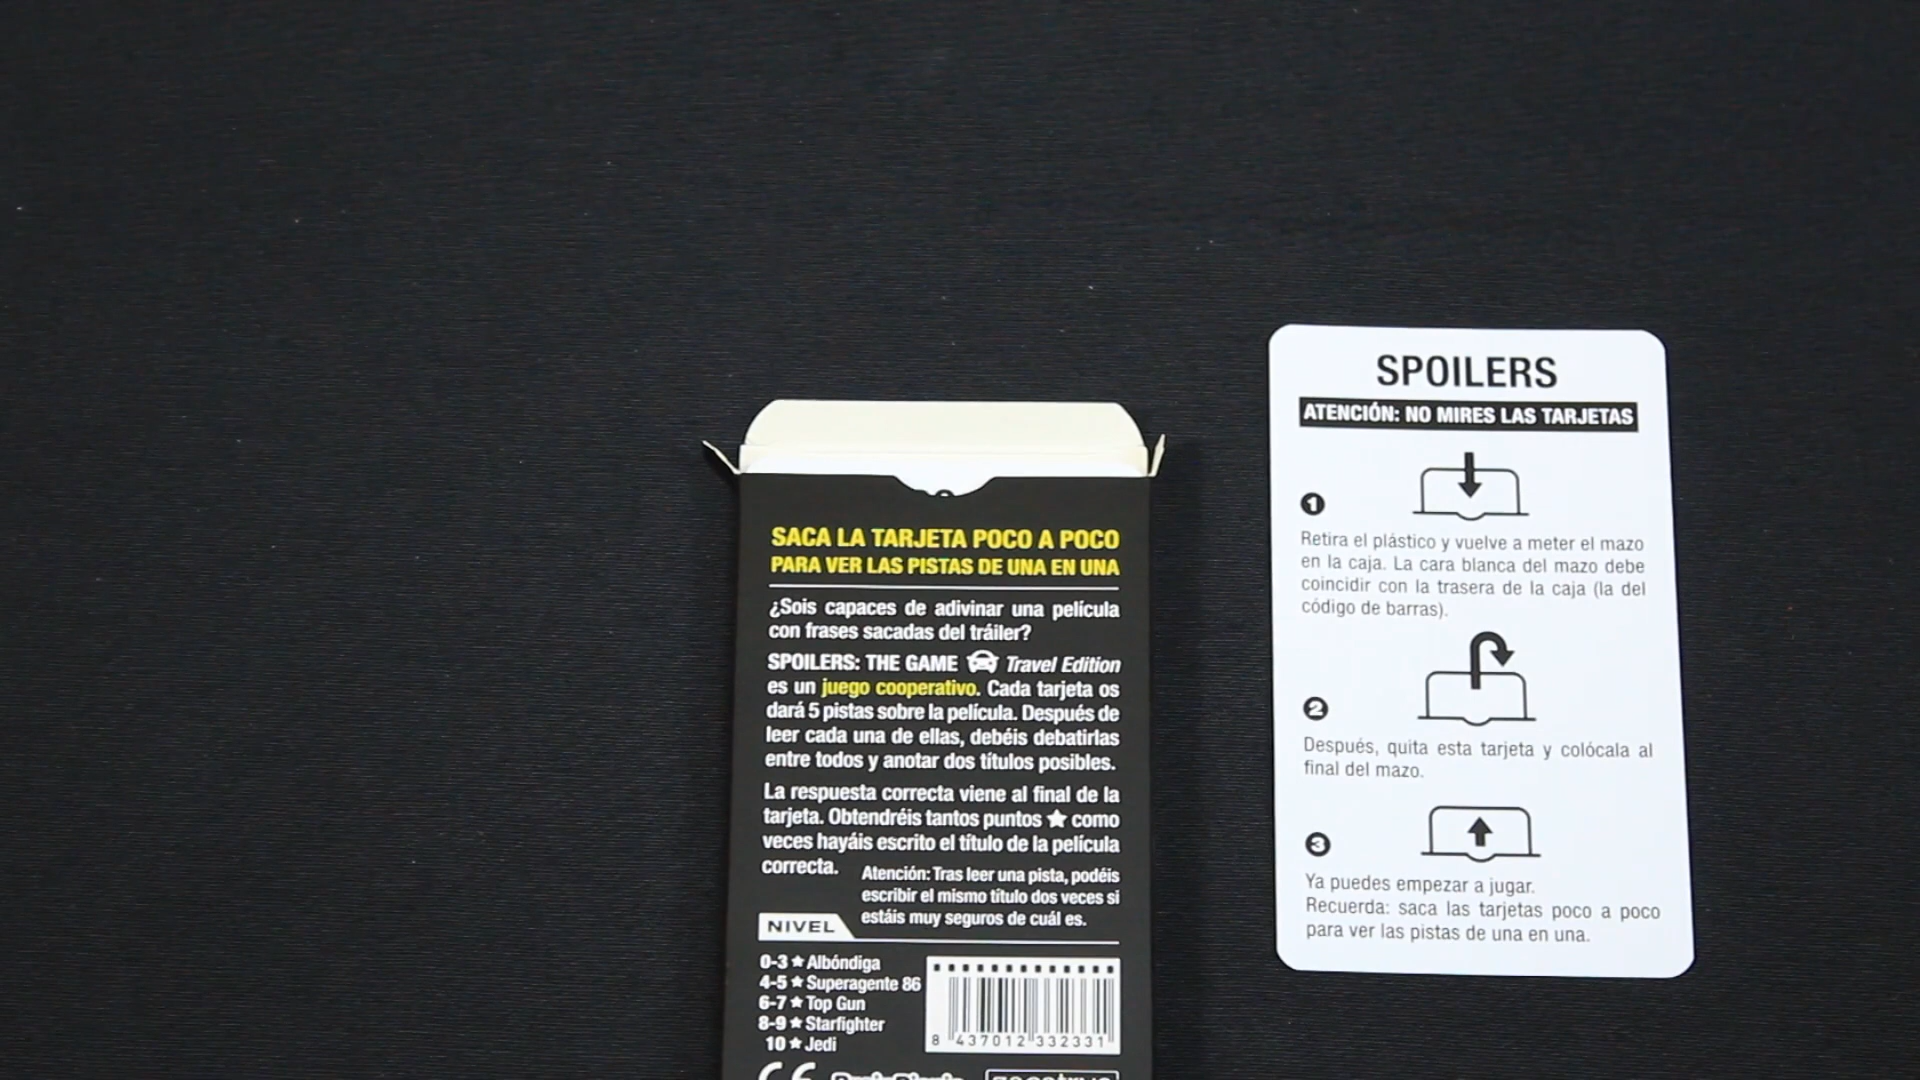 SACA LA TARJETA POCO A POCO
PARA VER LAS PISTAS DE UNA EN UNA
¿Sois capaces de adivinar una película
con frases sacadas del tráiler?
SPOILERS: THE GAME Travel Edition
es un juego cooperativo. Cada tarjeta os
dará 5 pistas sobre la película. Después de
leer cada una de ellas, debéis debatirlas
entre todos y anotar dos títulos posibles.
La respuesta correcta viene al final de la
tarjeta. Obtendréis tantos puntos ★ como
veces hayáis escrito el título de la película
correcta.
Atención: Tras leer una pista, podéis
escribir el mismo título dos veces si
estáis muy seguros de cuál es.
NIVEL
0-3 ★ Albóndiga
4-5 ★ Superagente 86
6-7 ★ Top Gun
8-9 ★ Starfighter
10 ★ Jedi
8 437012 332331
CE
SPOILERS
ATENCIÓN: NO MIRES LAS TARJETAS
1
Retira el plástico y vuelve a meter el mazo
en la caja. La cara blanca del mazo debe
coincidir con la trasera de la caja (la del
código de barras).
2
Después, quita esta tarjeta y colócala al
final del mazo.
3
Ya puedes empezar a jugar.
Recuerda: saca las tarjetas poco a poco
para ver las pistas de una en una.